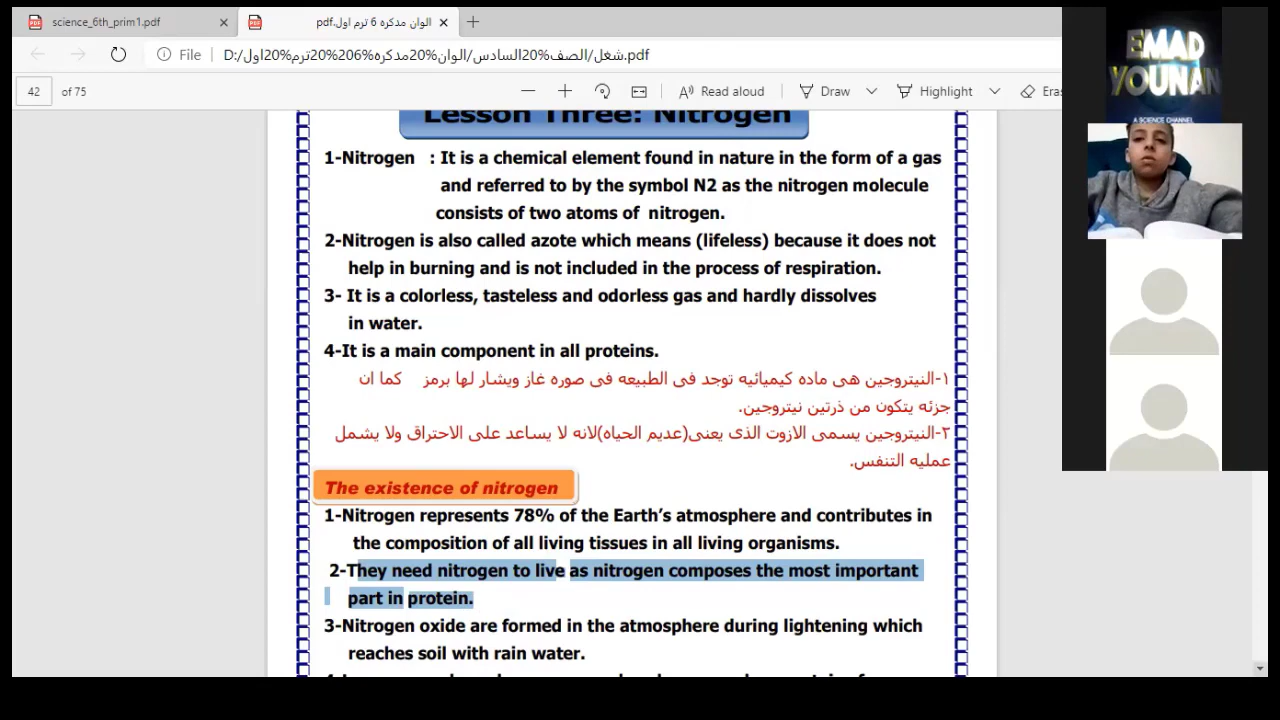 science_6th_prim1.pdf
الوان مدكره 6 ترم اول.pdf
File
D:/شغل/الصف%20السادس/الوان%20مدكره%206%20ترم%20اول.pdf
42 of 75
Read aloud
Draw
Highlight
Eras
EMAD
YOUNAN
A SCIENCE CHANNEL
Lesson Three: Nitrogen
1-Nitrogen : It is a chemical element found in nature in the form of a gas
and referred to by the symbol N2 as the nitrogen molecule
consists of two atoms of nitrogen.
2-Nitrogen is also called azote which means (lifeless) because it does not
help in burning and is not included in the process of respiration.
3- It is a colorless, tasteless and odorless gas and hardly dissolves
in water.
4-It is a main component in all proteins.
١-النيتروجين هى ماده كيميائيه توجد فى الطبيعه فى صوره غاز ويشار لها برمز كما ان
جزئه يتكون من ذرتين نيتروجين.
٢-النيتروجين يسمى الازوت الذى يعنى(عديم الحياه)لانه لا يساعد على الاحتراق ولا يشمل
عمليه التنفس.
The existence of nitrogen
1-Nitrogen represents 78% of the Earth's atmosphere and contributes in
the composition of all living tissues in all living organisms.
2-They need nitrogen to live as nitrogen composes the most important
part in protein.
3-Nitrogen oxide are formed in the atmosphere during lightening which
reaches soil with rain water.